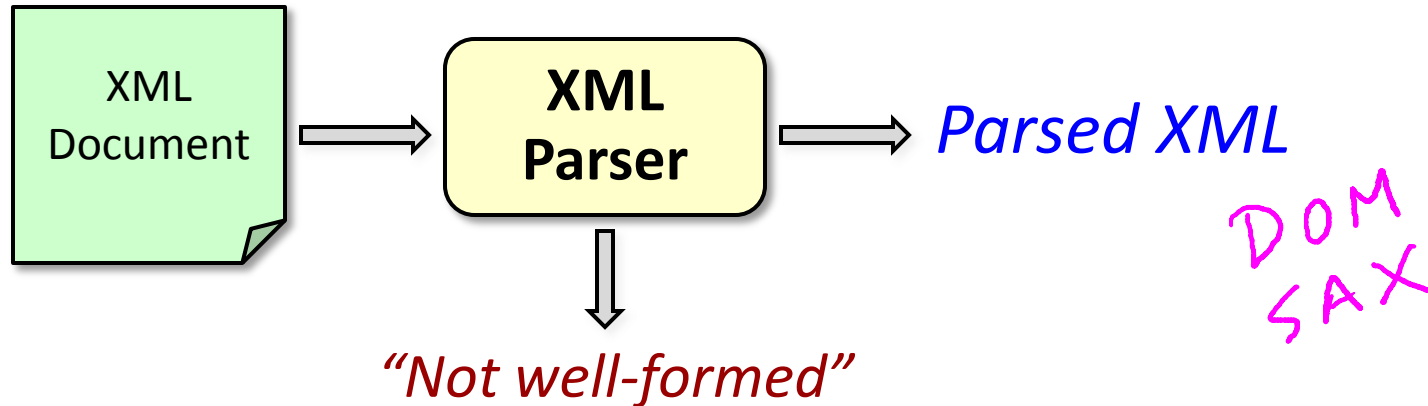 XML
Document
XML
Parser
Parsed XML
DOM
SAX
“Not well-formed”